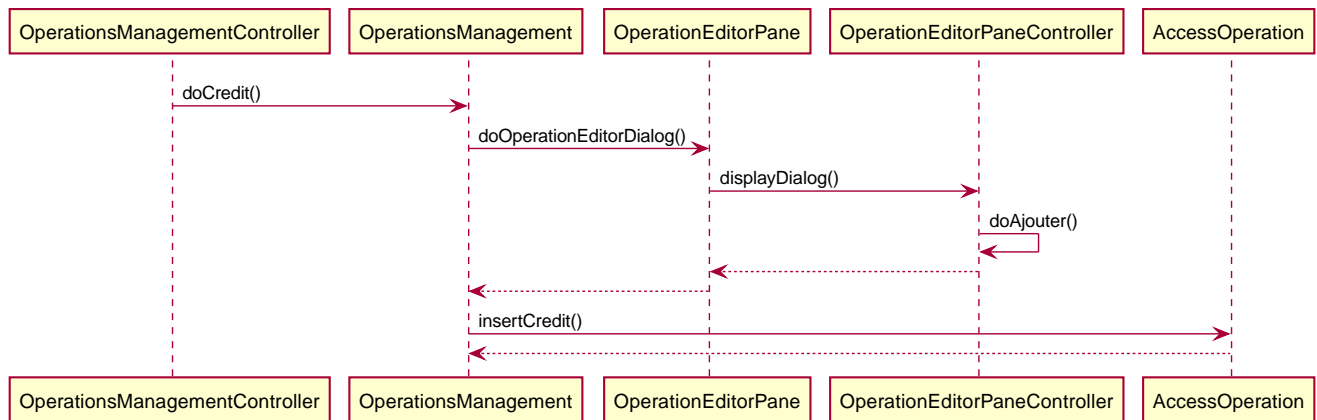 OperationsManagementController OperationsManagement OperationEditorPane OperationEditorPaneController AccessOperation
doCredit()
doOperationEditorDialog()
displayDialog()
doAjouter()
insertCredit()
OperationsManagementController OperationsManagement OperationEditorPane OperationEditorPaneController AccessOperation